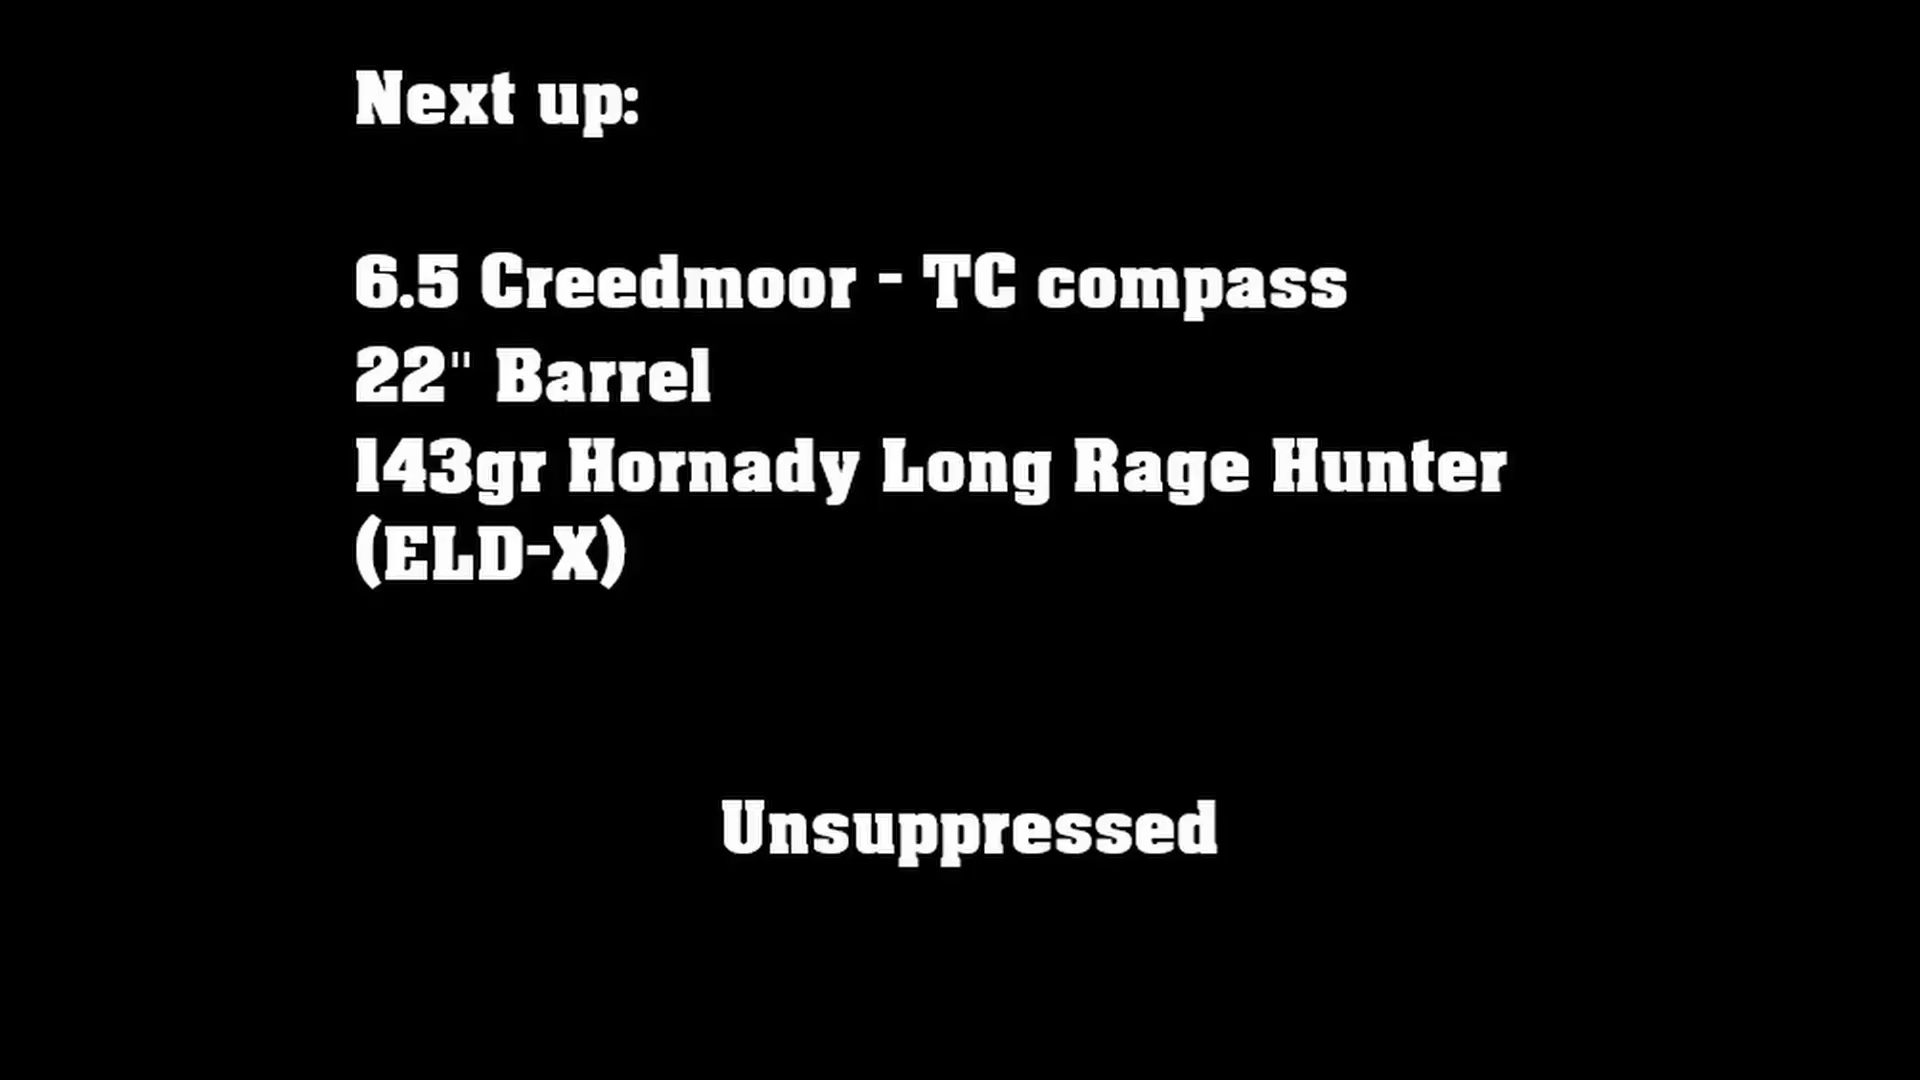 Next up:
6.5 Creedmoor - TC compass
22" Barrel
143gr Hornady Long Rage Hunter
(ELD-X)
Unsuppressed